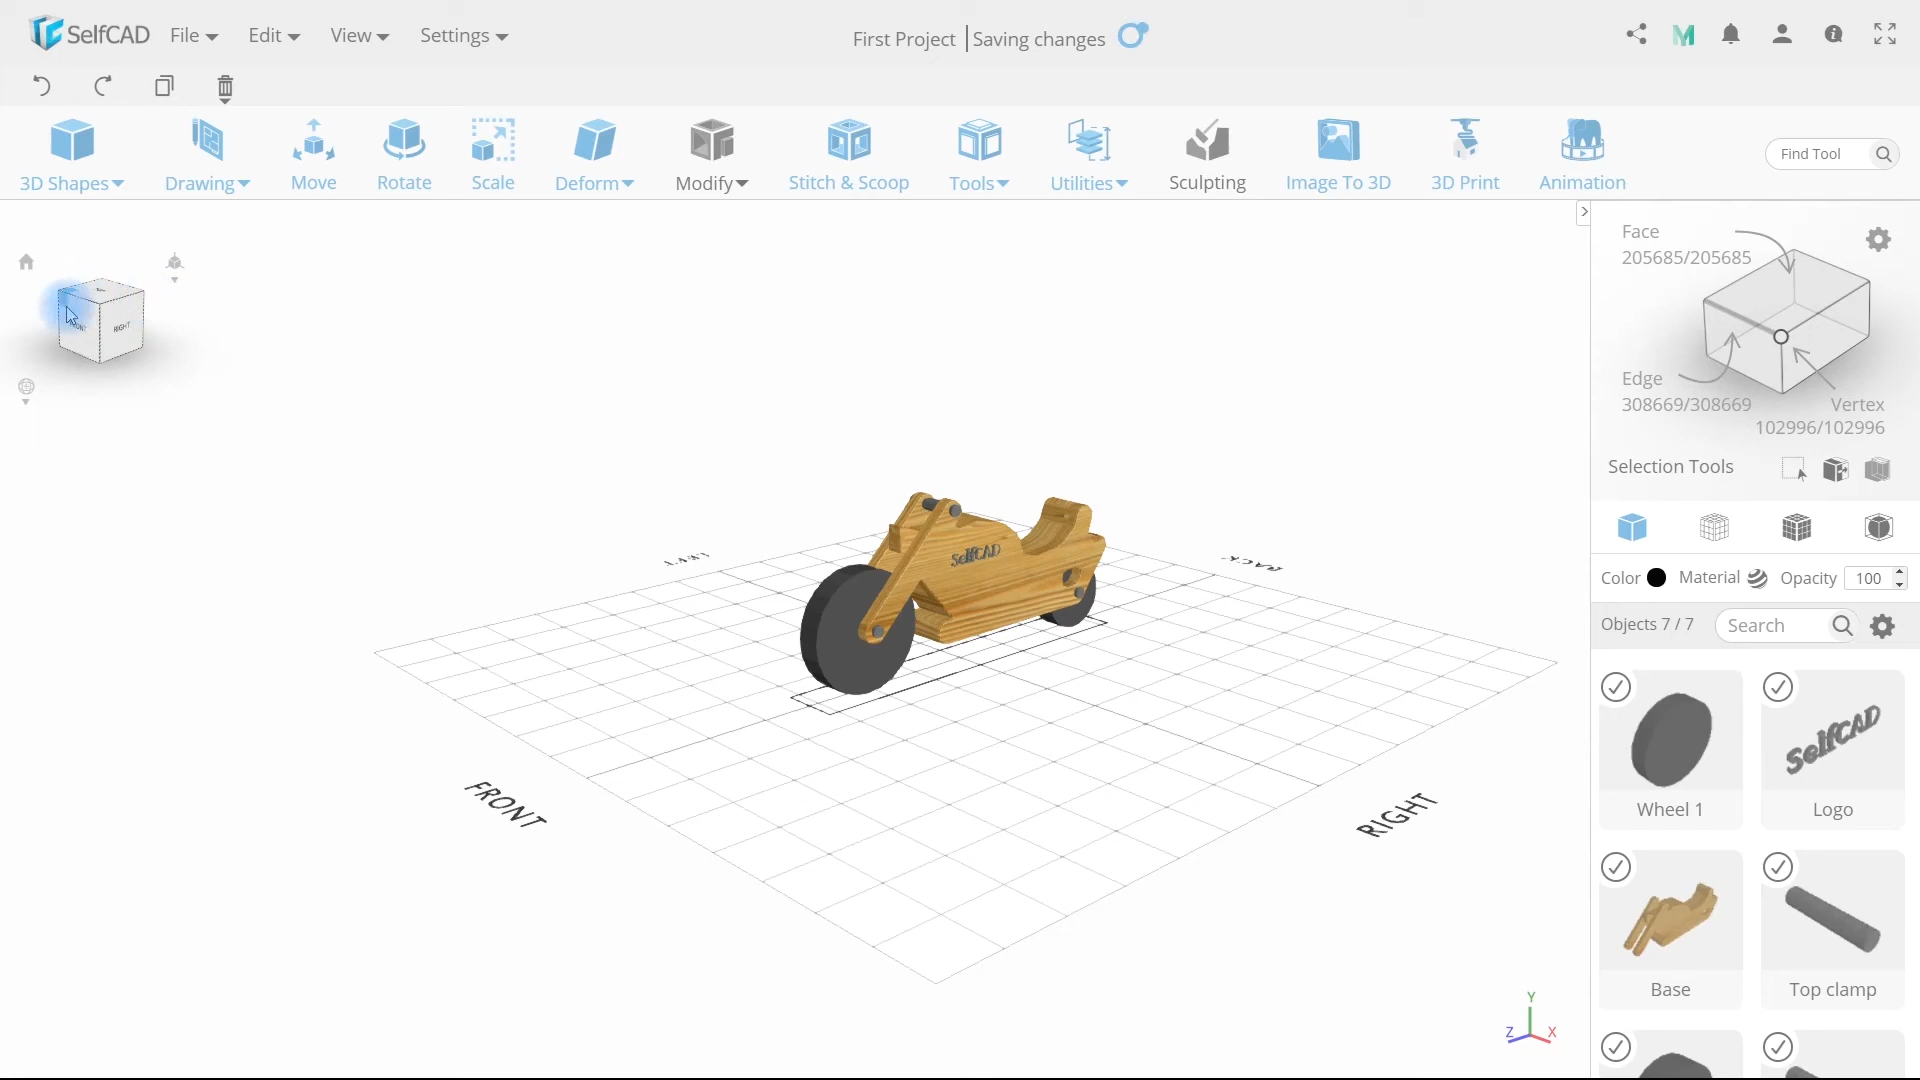 SelfCAD
File
Edit
View
Settings
First Project
Saving changes
M
3D Shapes
Drawing
Move
Rotate
Scale
Deform
Modify
Stitch & Scoop
Tools
Utilities
Sculpting
Image To 3D
3D Print
Animation
Find Tool
RIGHT
Face
205685/205685
Edge
308669/308669
Vertex
102996/102996
Selection Tools
Color
Material
Opacity
100
Objects 7 / 7
Search
LEFT
BACK
SelfCAD
FRONT
RIGHT
Wheel 1
SelfCAD
Logo
Base
Top clamp
Y
Z
X